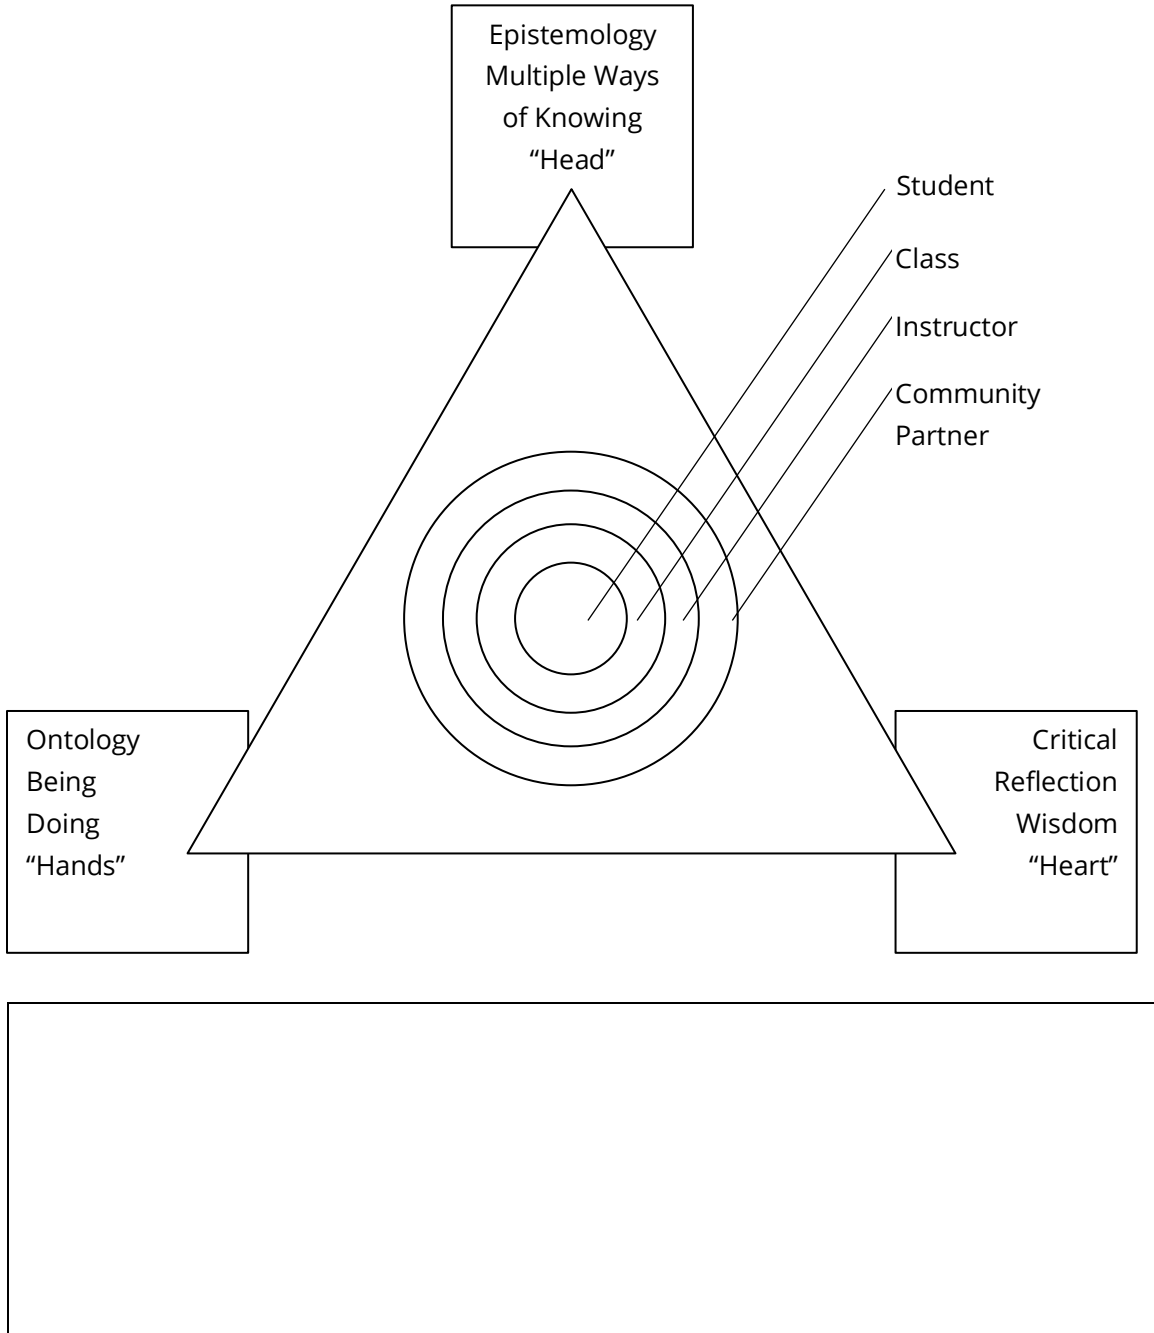 Epistemology
Multiple Ways
of Knowing
“Head”
Student
Class
Instructor
Community
Partner
Ontology
Being
Doing
“Hands”
Critical
Reflection
Wisdom
“Heart”